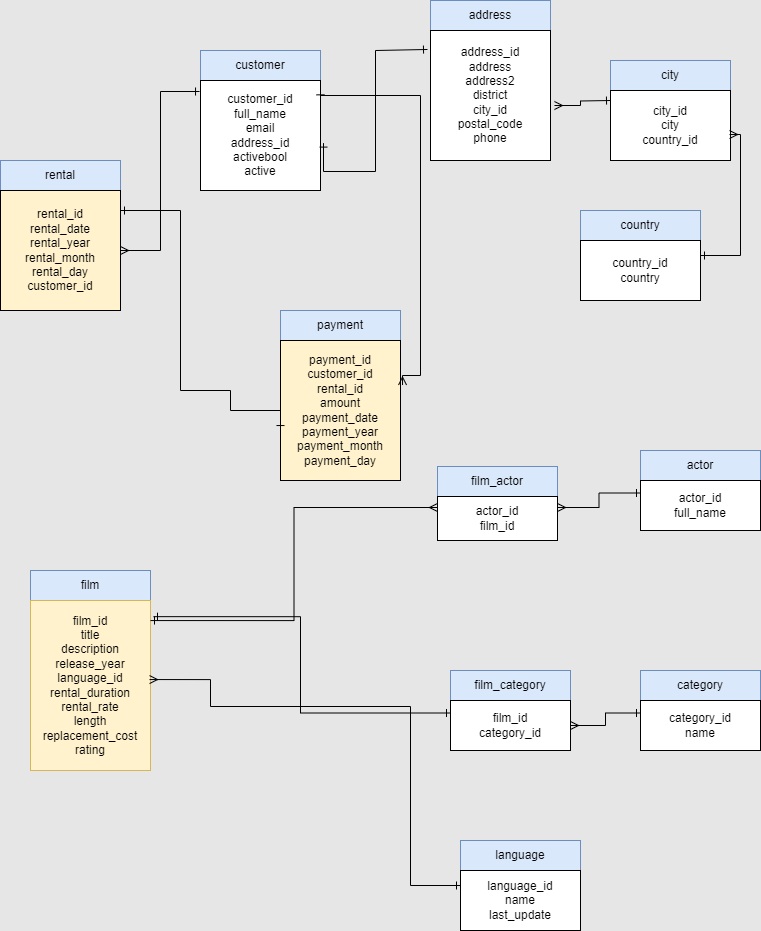 address
address_id
address
address2
district
city_id
postal_code
phone
customer
customer_id
full_name
email
address_id
activebool
active
city
city_id
city
country_id
rental
rental_id
rental_date
rental_year
rental_month
rental_day
customer_id
country
country_id
country
payment
payment_id
customer_id
rental_id
amount
payment_date
payment_year
payment_month
payment_day
film_actor
actor_id
film_id
actor
actor_id
full_name
film
film_id
title
description
release_year
language_id
rental_duration
rental_rate
length
replacement_cost
rating
film_category
film_id
category_id
category
category_id
name
language
language_id
name
last_update